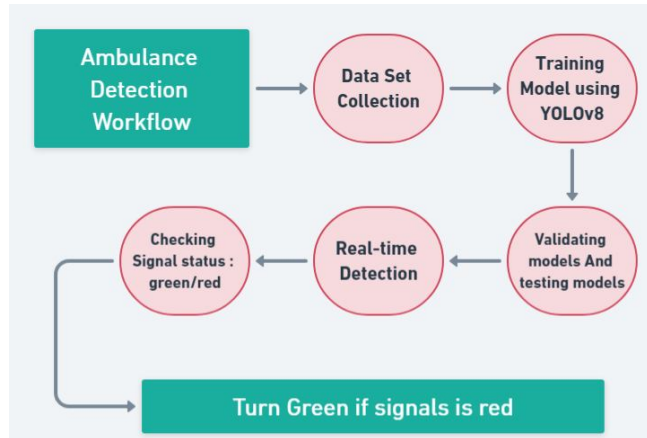 Ambulance
Detection
Workflow
Data Set
Collection
Training
Model using
YOLOv8
Validating
models And
testing models
Real-time
Detection
Checking
Signal status :
green/red
Turn Green if signals is red